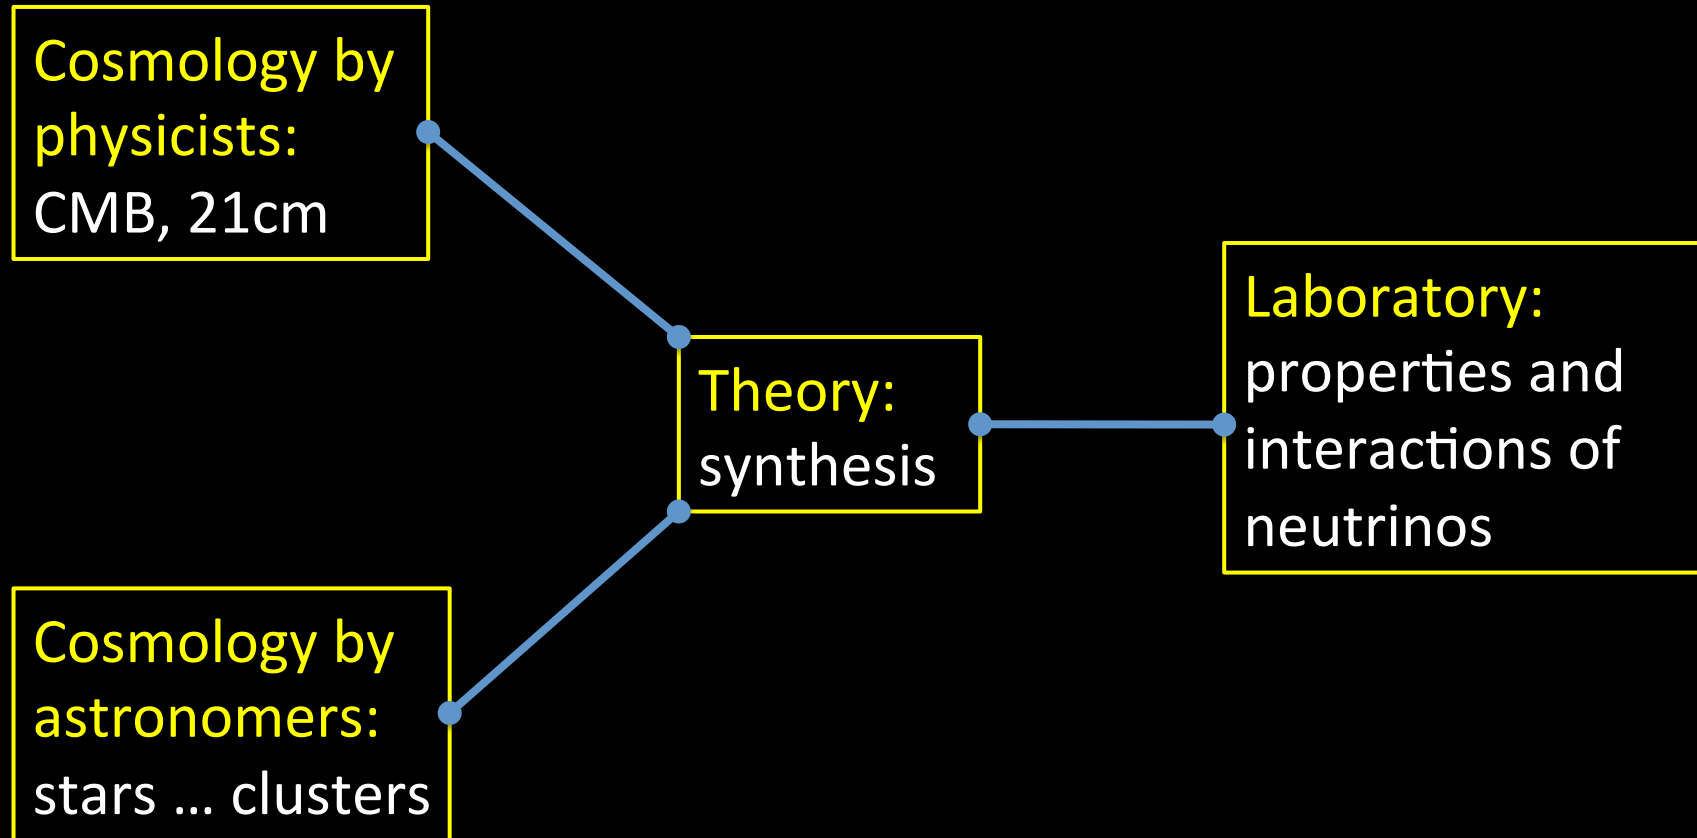 Cosmology by
physicists:
CMB, 21cm
Theory:
synthesis
Laboratory:
properties and
interactions of
neutrinos
Cosmology by
astronomers:
stars ... clusters